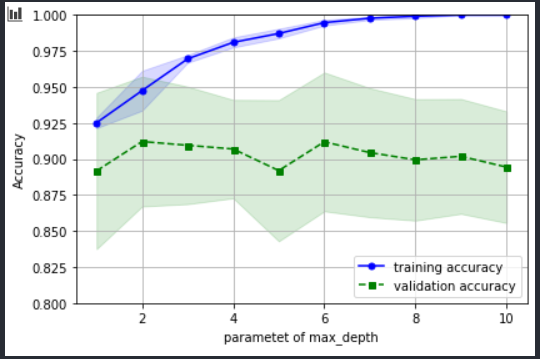 1.000
0.975
0.950
0.925
0.900
0.875
0.850
0.825
0.800
Accuracy
training accuracy
validation accuracy
2 4 6 8 10
parametet of max_depth